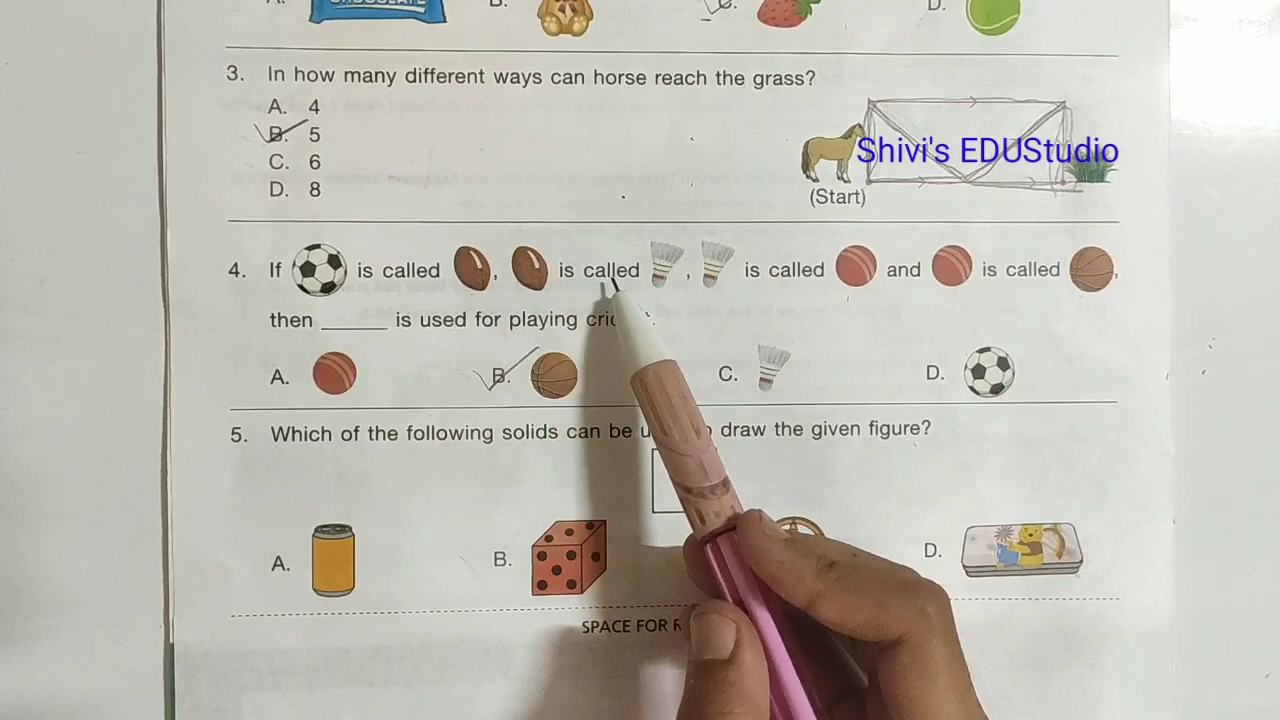 CHOCOLATE
A. B. C. D.
3. In how many different ways can horse reach the grass?
A. 4
B. 5
C. 6
D. 8
Shivi's EDUStudio
(Start)
4. If is called , is called , is called and is called ,
then ______ is used for playing
A. B. C. D.
5. Which of the following solids can be draw the given figure?
A. B. D.
SPACE FOR